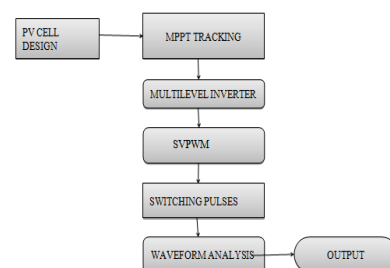 PV CELL
DESIGN
MPPT TRACKING
MULTILEVEL INVERTER
SVPWM
SWITCHING PULSES
WAVEFORM ANALYSIS
OUTPUT